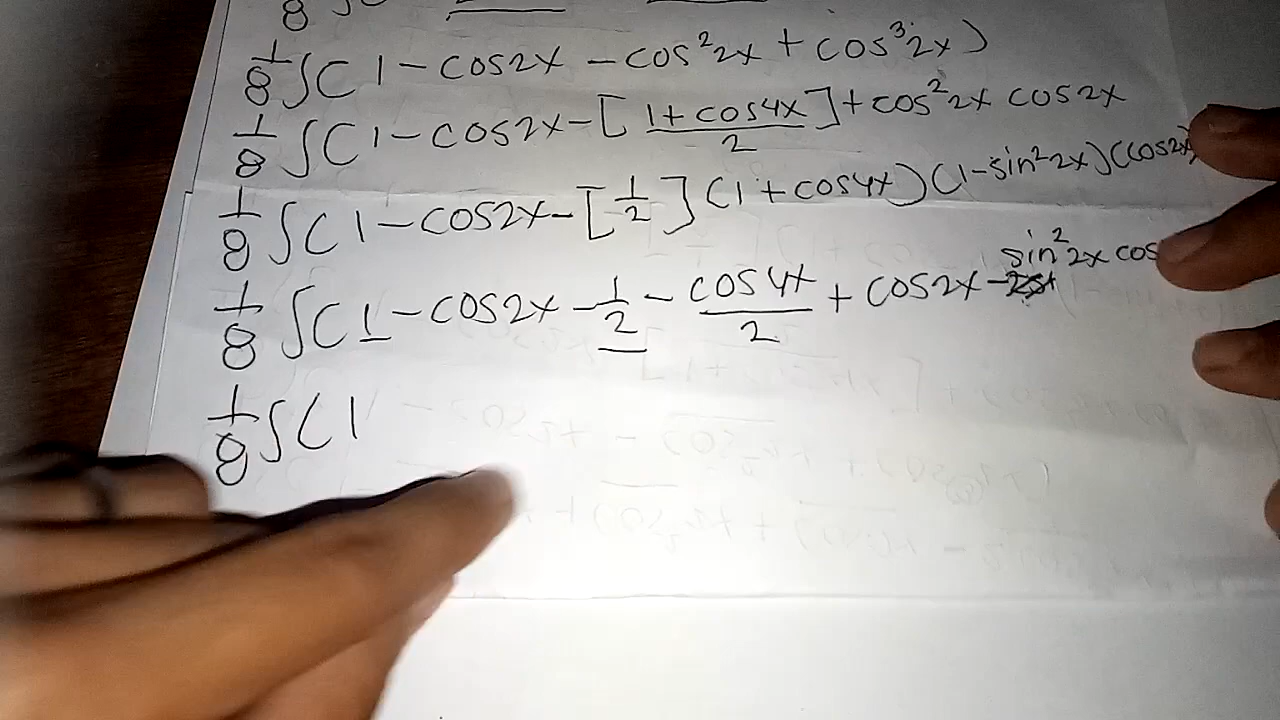 8 ∫
1/8 ∫( 1 - cos2x - cos²2x + cos³2x )
1/8 ∫( 1 - cos2x - [ (1 + cos4x)/2 ] + cos²2x cos2x
1/8 ∫( 1 - cos2x - [ 1/2 ] (1 + cos4x) (1 - sin²2x) (cos2x)
1/8 ∫( 1 - cos2x - 1/2 - cos4x/2 + cos2x - sin²2x cos
1/8 ∫( 1